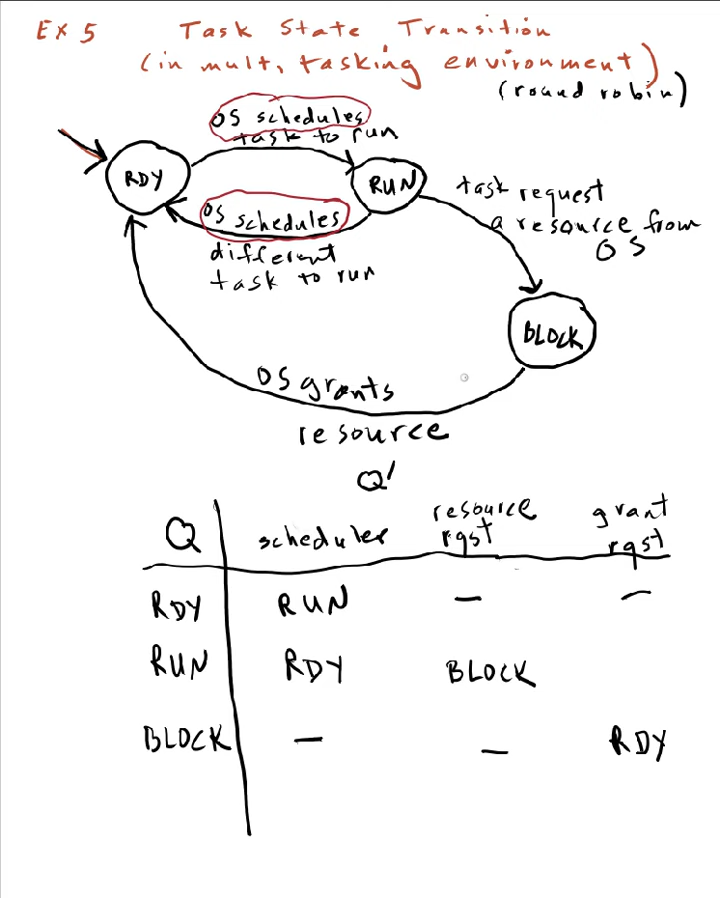 Ex 5 Task State Transition
(in mult, tasking environment)
(round robin)
OS schedules
task to run
RDY
RUN
task request
a resource from
OS
OS schedules
different
task to run
BLOCK
OS grants
resource
Q'
Q scheduler resource rqst grant rqst
RDY RUN — —
RUN RDY BLOCK
BLOCK — — RDY